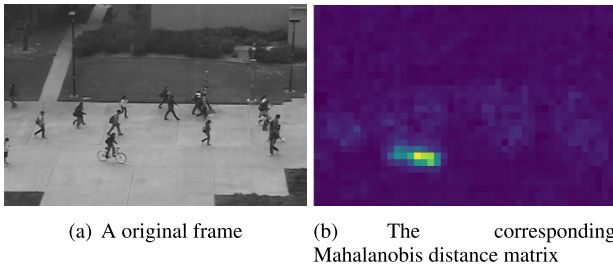 (a) A original frame
(b) The corresponding
Mahalanobis distance matrix